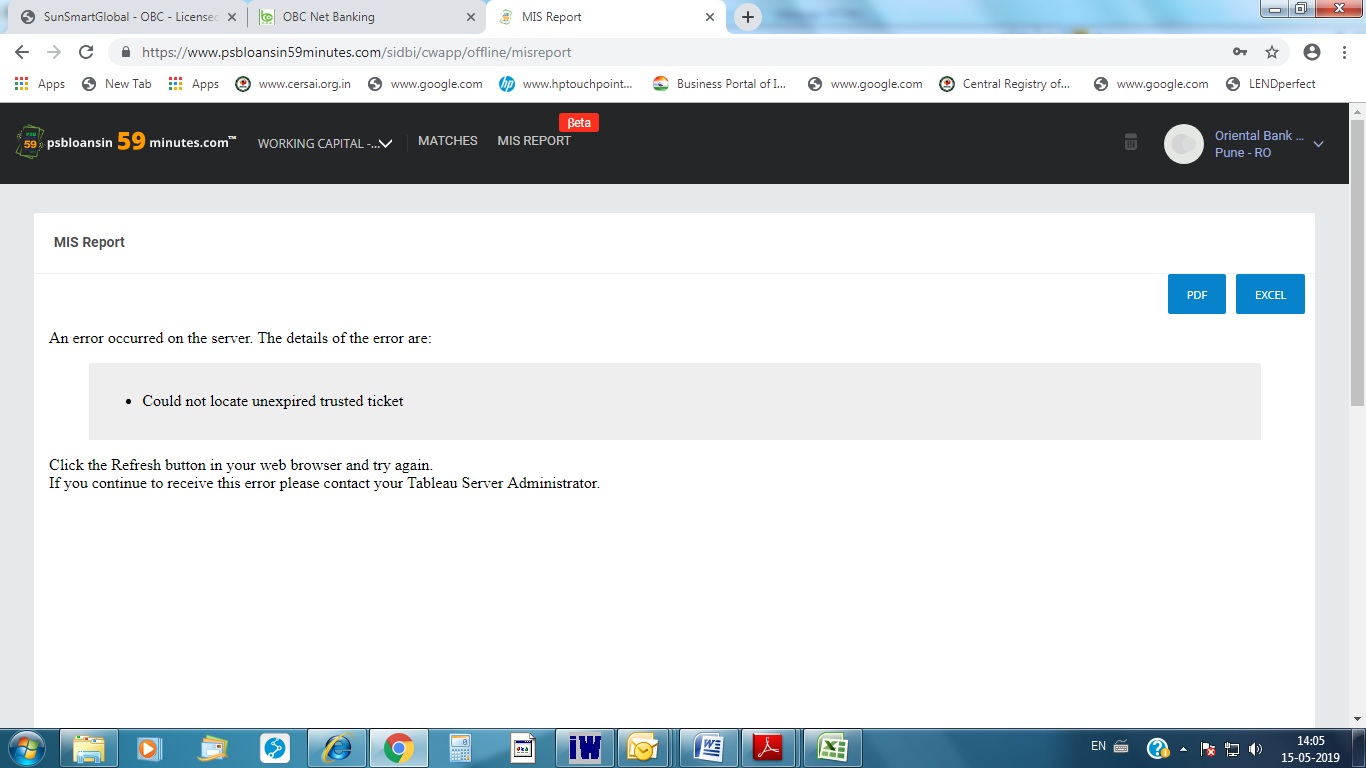 SunSmartGlobal - OBC - License
OBC Net Banking
MIS Report
https://www.psbloansin59minutes.com/sidbi/cwapp/offline/misreport
Apps
New Tab
Apps
www.cersai.org.in
www.google.com
www.hptouchpoint...
Business Portal of I...
www.google.com
Central Registry of...
www.google.com
LENDperfect
psbloansin 59 minutes.com™
WORKING CAPITAL -...
MATCHES
MIS REPORT
βeta
Oriental Bank ...
Pune - RO
MIS Report
PDF
EXCEL
An error occurred on the server. The details of the error are:
• Could not locate unexpired trusted ticket
Click the Refresh button in your web browser and try again.
If you continue to receive this error please contact your Tableau Server Administrator.
EN
14:05
15-05-2019